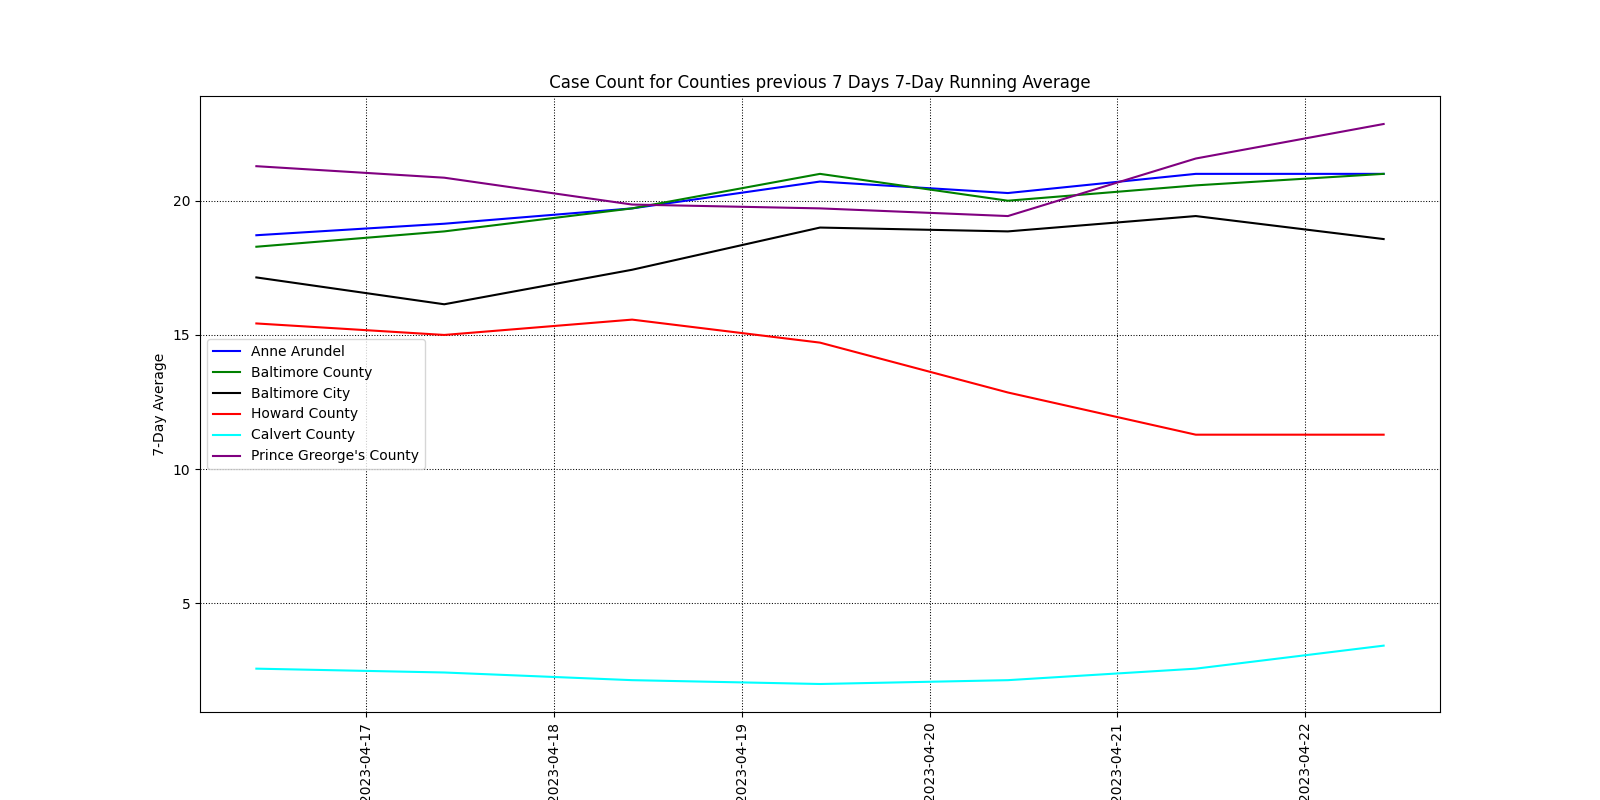 Case Count for Counties previous 7 Days 7-Day Running Average
7-Day Average
20
15
10
5
Anne Arundel
Baltimore County
Baltimore City
Howard County
Calvert County
Prince Greorge's County
2023-04-17
2023-04-18
2023-04-19
2023-04-20
2023-04-21
2023-04-22